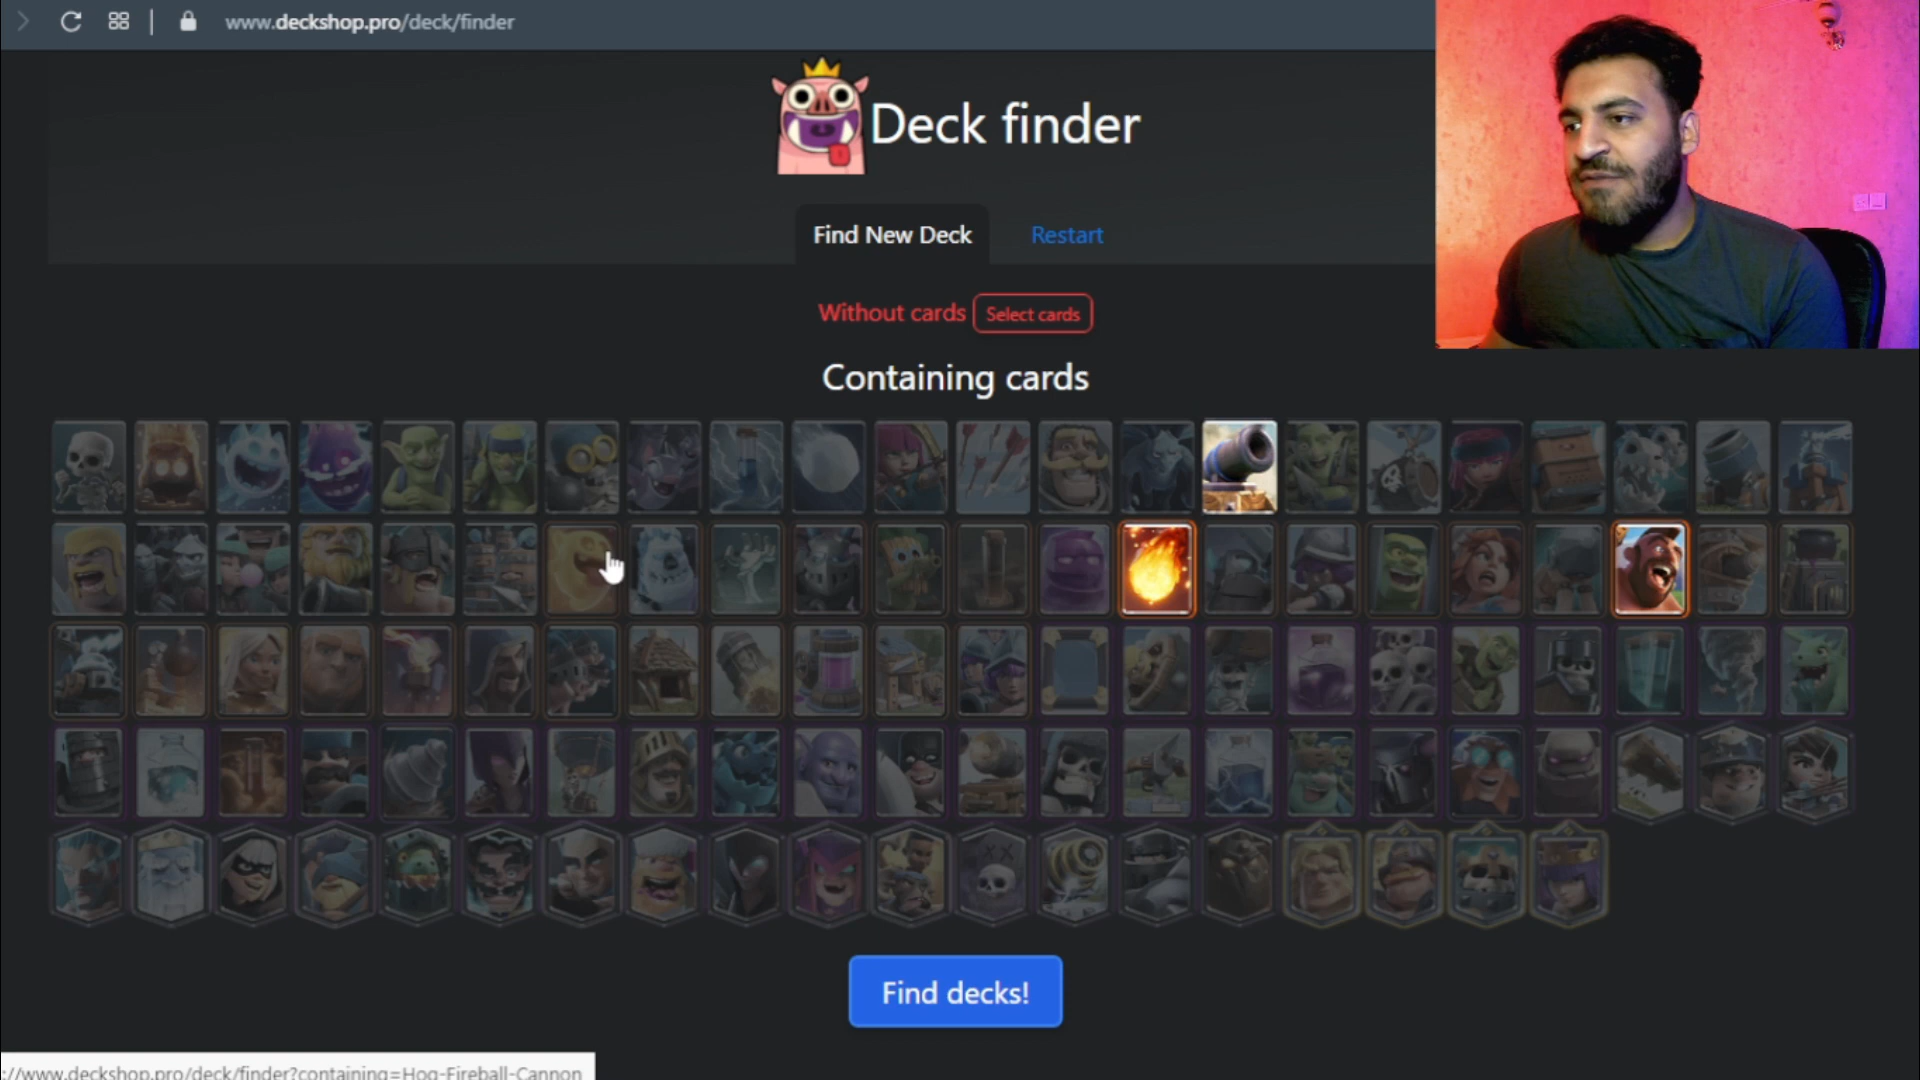 www.deckshop.pro/deck/finder
Deck finder
Find New Deck
Restart
Without cards
Select cards
Containing cards
Find decks!
://www.deckshop.pro/deck/finder?containing=Hog-Fireball-Cannon